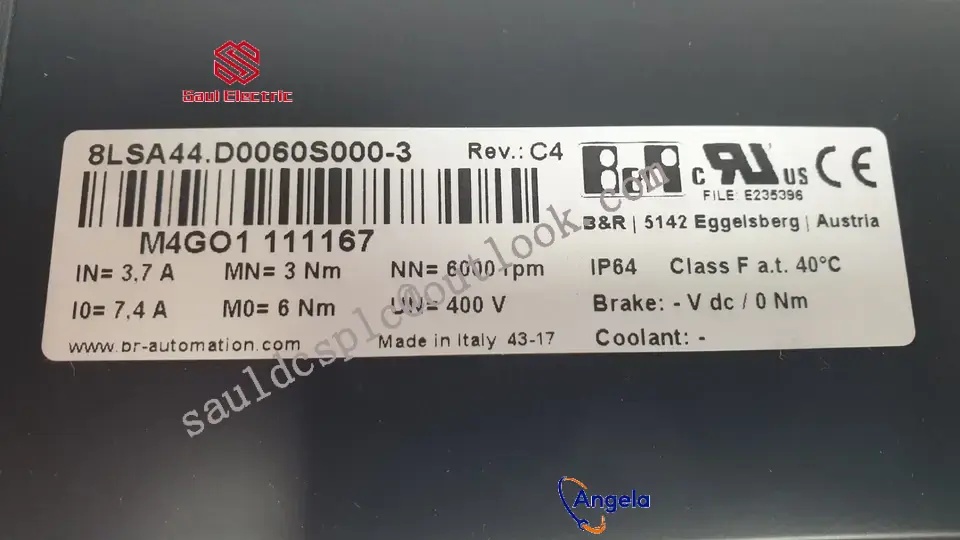 Saul Electric
8LSA44.D0060S000-3 Rev.: C4
B&R c RU US CE
FILE: E235396
M4GO1 111167
B&R | 5142 Eggelsberg | Austria
IN= 3,7 A MN= 3 Nm NN= 6000 rpm IP64 Class F a.t. 40°C
I0= 7,4 A M0= 6 Nm UN= 400 V Brake: - V dc / 0 Nm
www.br-automation.com Made in Italy 43-17 Coolant: -
sauldcsplc@outlook.com
Angela